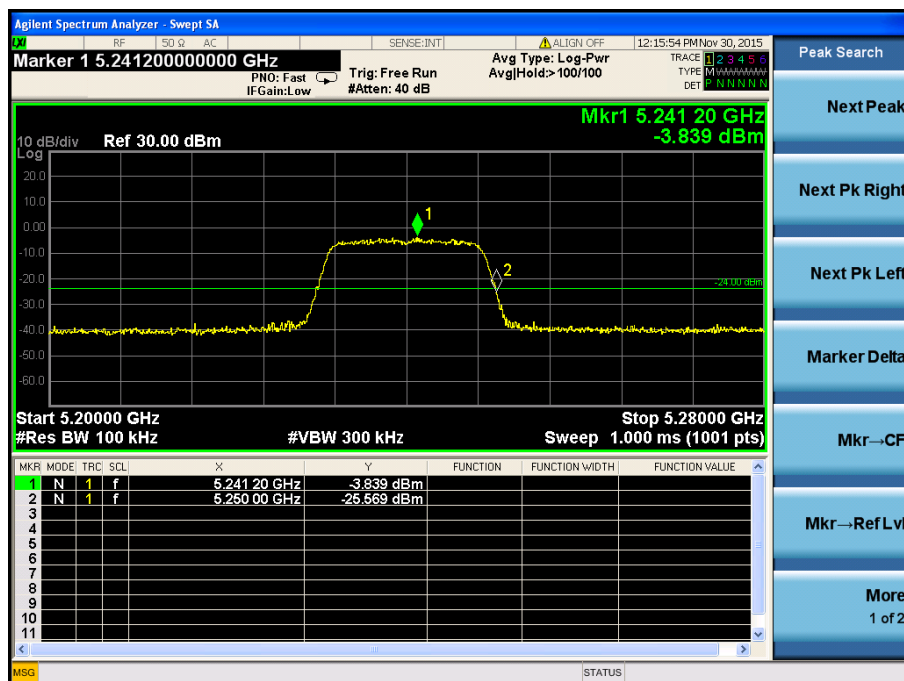 Agilent Spectrum Analyzer - Swept SA
LXI RF 50 Ω AC SENSE:INT ALIGN OFF 12:15:54 PM Nov 30, 2015
Marker 1 5.241200000000 GHz
PNO: Fast
IFGain:Low
Trig: Free Run
#Atten: 40 dB
Avg Type: Log-Pwr
Avg|Hold:>100/100
TRACE 1 2 3 4 5 6
TYPE M WWWWW
DET P N N N N N
Mkr1 5.241 20 GHz
-3.839 dBm
10 dB/div Ref 30.00 dBm
Log
20.0
10.0
0.00
-10.0
-20.0
-30.0
-40.0
-50.0
-60.0
1
2
-24.00 dBm
Start 5.20000 GHz Stop 5.28000 GHz
#Res BW 100 kHz #VBW 300 kHz Sweep 1.000 ms (1001 pts)
MKR MODE TRC SCL X Y FUNCTION FUNCTION WIDTH FUNCTION VALUE
1 N 1 f 5.241 20 GHz -3.839 dBm
2 N 1 f 5.250 00 GHz -25.569 dBm
3
4
5
6
7
8
9
10
11
MSG STATUS
Peak Search
Next Peak
Next Pk Right
Next Pk Left
Marker Delta
Mkr→CF
Mkr→Ref Lvl
More
1 of 2